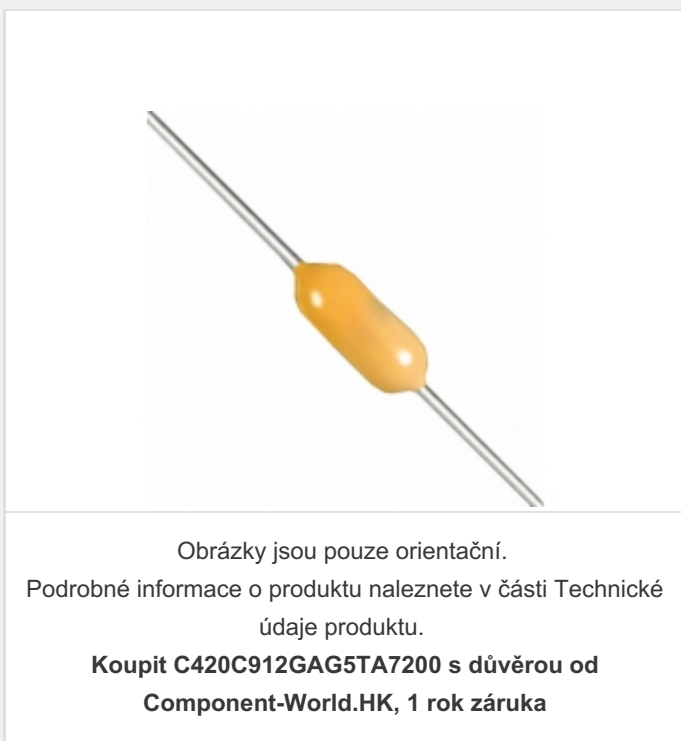 Obrázky jsou pouze orientační.
Podrobné informace o produktu naleznete v části Technické
údaje produktu.
Koupit C420C912GAG5TA7200 s důvěrou od
Component-World.HK, 1 rok záruka